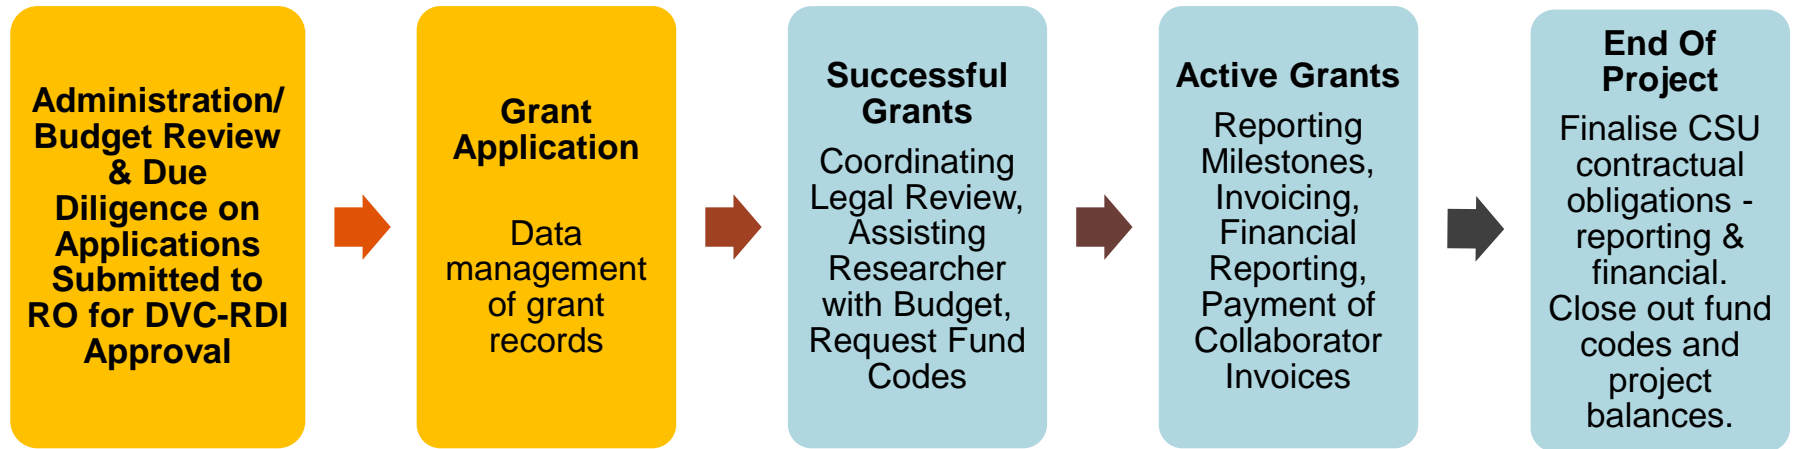 Administration/
Budget Review
& Due
Diligence on
Applications
Submitted to
RO for DVC-RDI
Approval
Grant
Application
Data
management
of grant
records
Successful
Grants
Coordinating
Legal Review,
Assisting
Researcher
with Budget,
Request Fund
Codes
Active Grants
Reporting
Milestones,
Invoicing,
Financial
Reporting,
Payment of
Collaborator
Invoices
End Of
Project
Finalise CSU
contractual
obligations -
reporting &
financial.
Close out fund
codes and
project
balances.